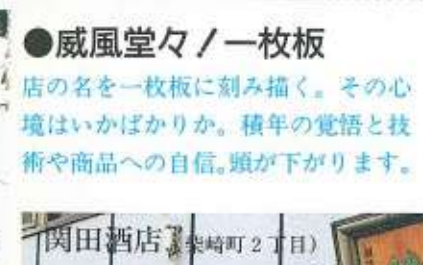 ●威風堂々／一枚板
店の名を一枚板に刻み描く。その心
境はいかばかりか。積年の覚悟と技
術や商品への自信。頭が下がります。
関田酒店（柴崎町２丁目）